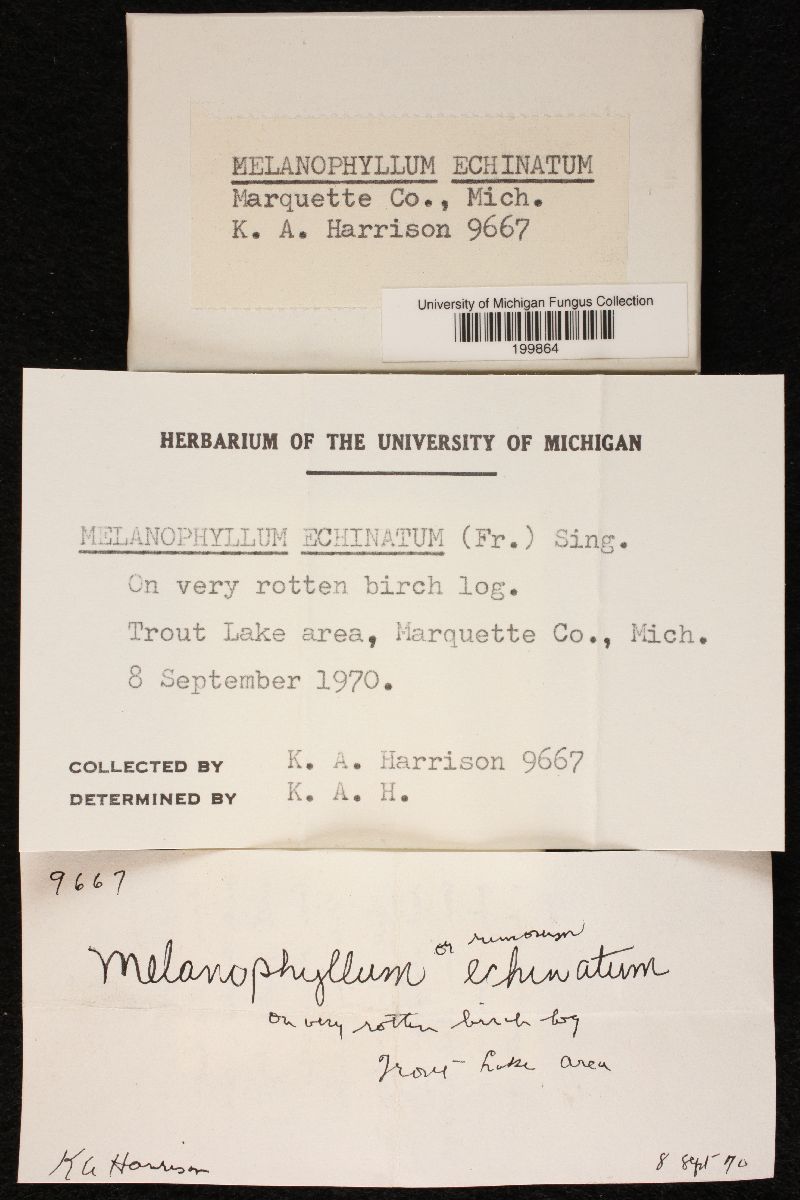 MELANOPHYLLUM ECHINATUM
Marquette Co., Mich.
K. A. Harrison 9667
University of Michigan Fungus Collection
199864
HERBARIUM OF THE UNIVERSITY OF MICHIGAN
MELANOPHYLLUM ECHINATUM (Fr.) Sing.
On very rotten birch log.
Trout Lake area, Marquette Co., Mich.
8 September 1970.
COLLECTED BY K. A. Harrison 9667
DETERMINED BY K. A. H.
9667
or
Melanophyllum echinatum
on very rotten birch log
Trout Lake area
KA Harrison 8 Sept 70